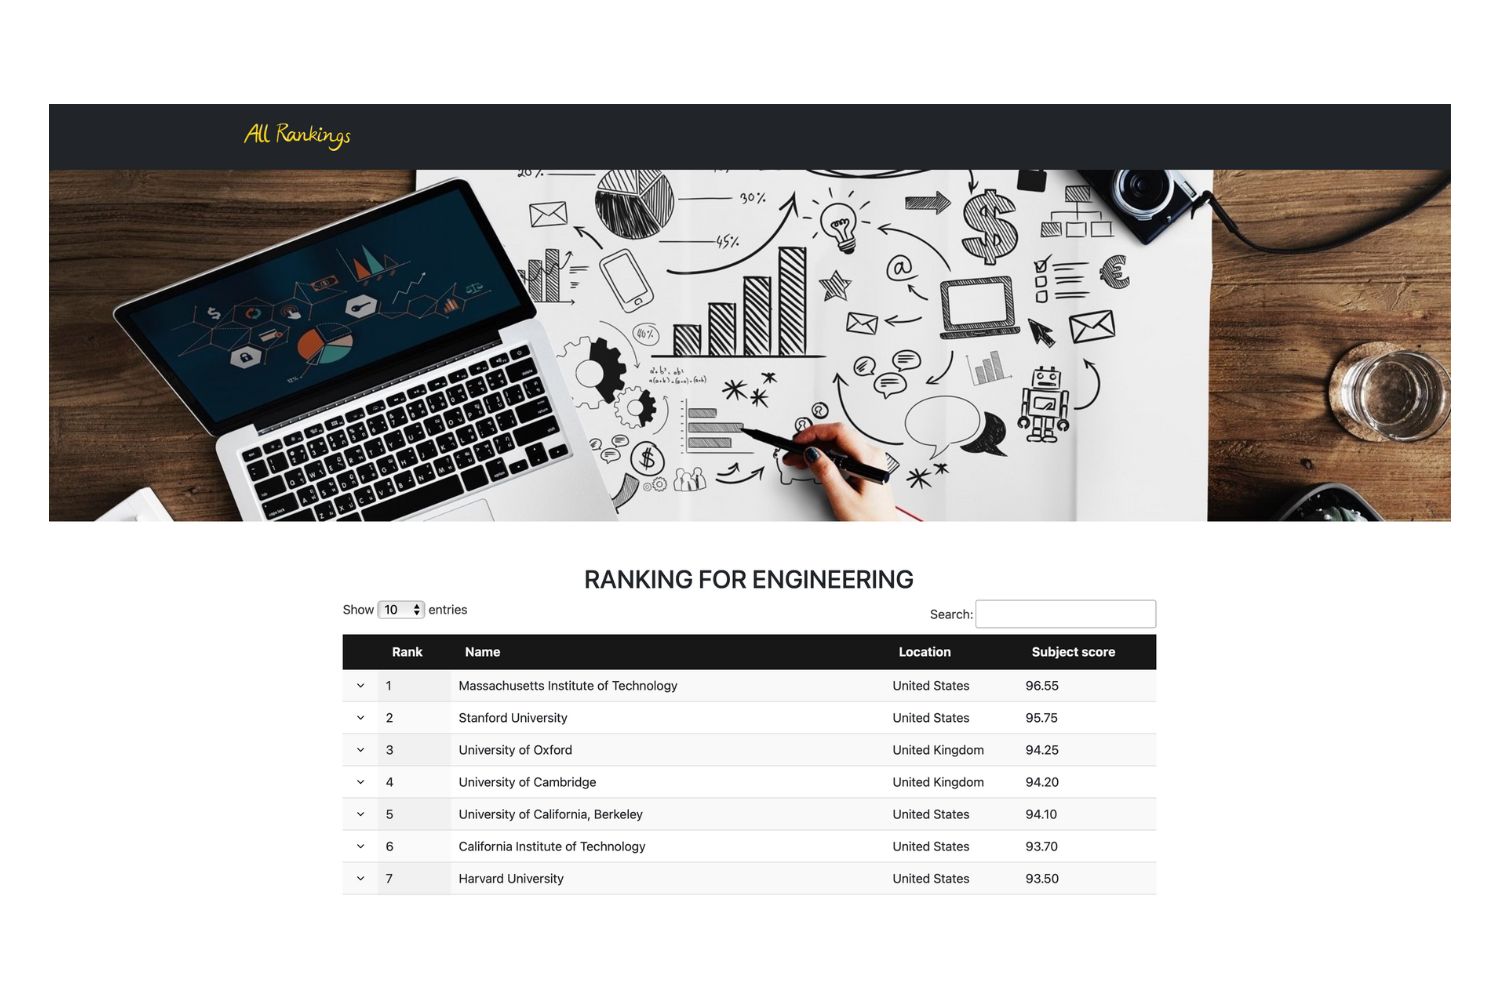 All Rankings
20%
30%
45%
@
40%
$
12%
RANKING FOR ENGINEERING
Show 10 entries
Search:
Rank Name Location Subject score
1 Massachusetts Institute of Technology United States 96.55
2 Stanford University United States 95.75
3 University of Oxford United Kingdom 94.25
4 University of Cambridge United Kingdom 94.20
5 University of California, Berkeley United States 94.10
6 California Institute of Technology United States 93.70
7 Harvard University United States 93.50